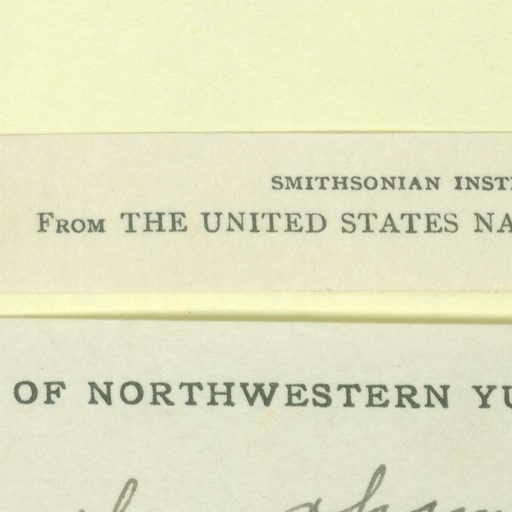 SMITHSONIAN INST
FROM THE UNITED STATES NA
OF NORTHWESTERN YU